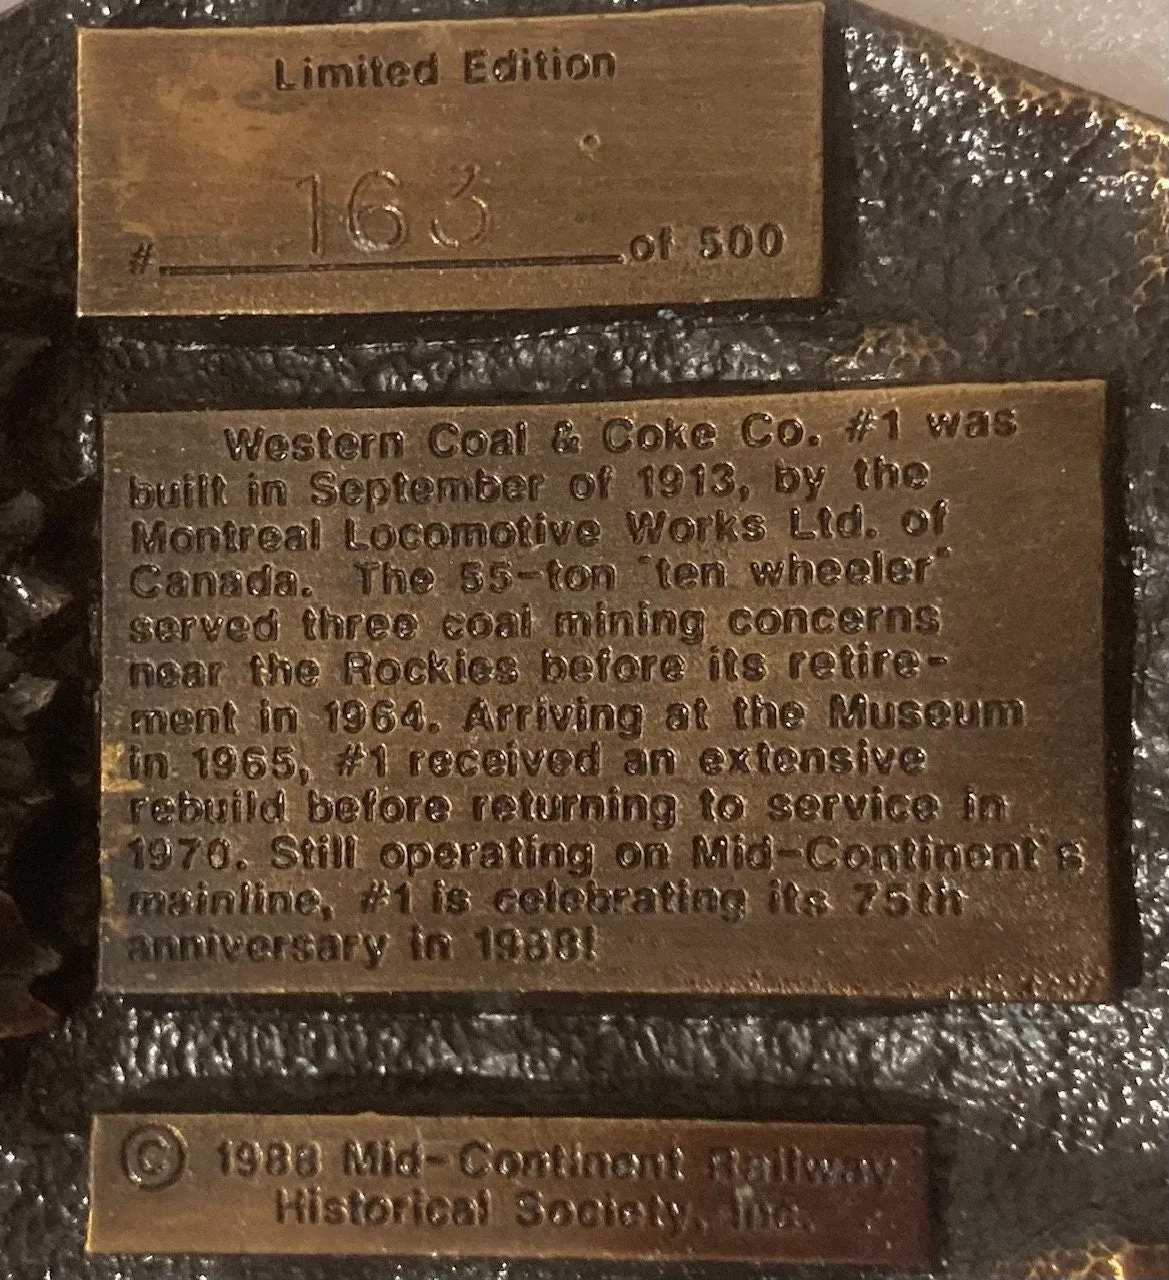 Limited Edition
# 163 of 500
Western Coal & Coke Co. #1 was
built in September of 1913, by the
Montreal Locomotive Works Ltd. of
Canada. The 55-ton "ten wheeler"
served three coal mining concerns
near the Rockies before its retire-
ment in 1964. Arriving at the Museum
in 1965, #1 received an extensive
rebuild before returning to service in
1970. Still operating on Mid-Continent's
mainline, #1 is celebrating its 75th
anniversary in 1988!
© 1988 Mid-Continent Railway
Historical Society, Inc.